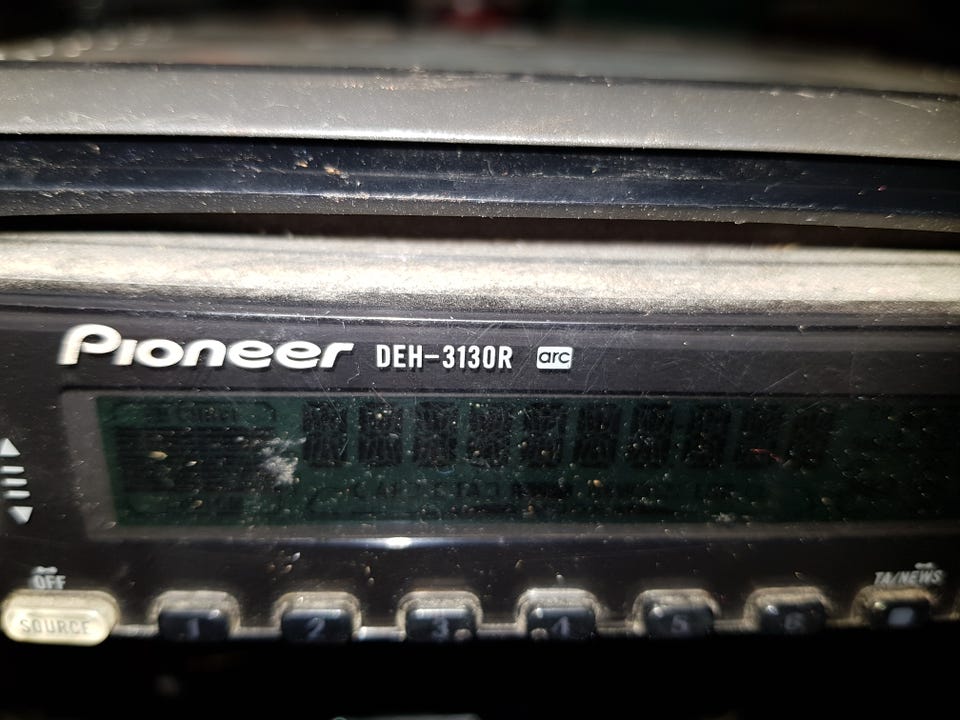 Pioneer DEH-3130R arc
OFF
TA/NEWS
SOURCE 1 2 3 4 5 6